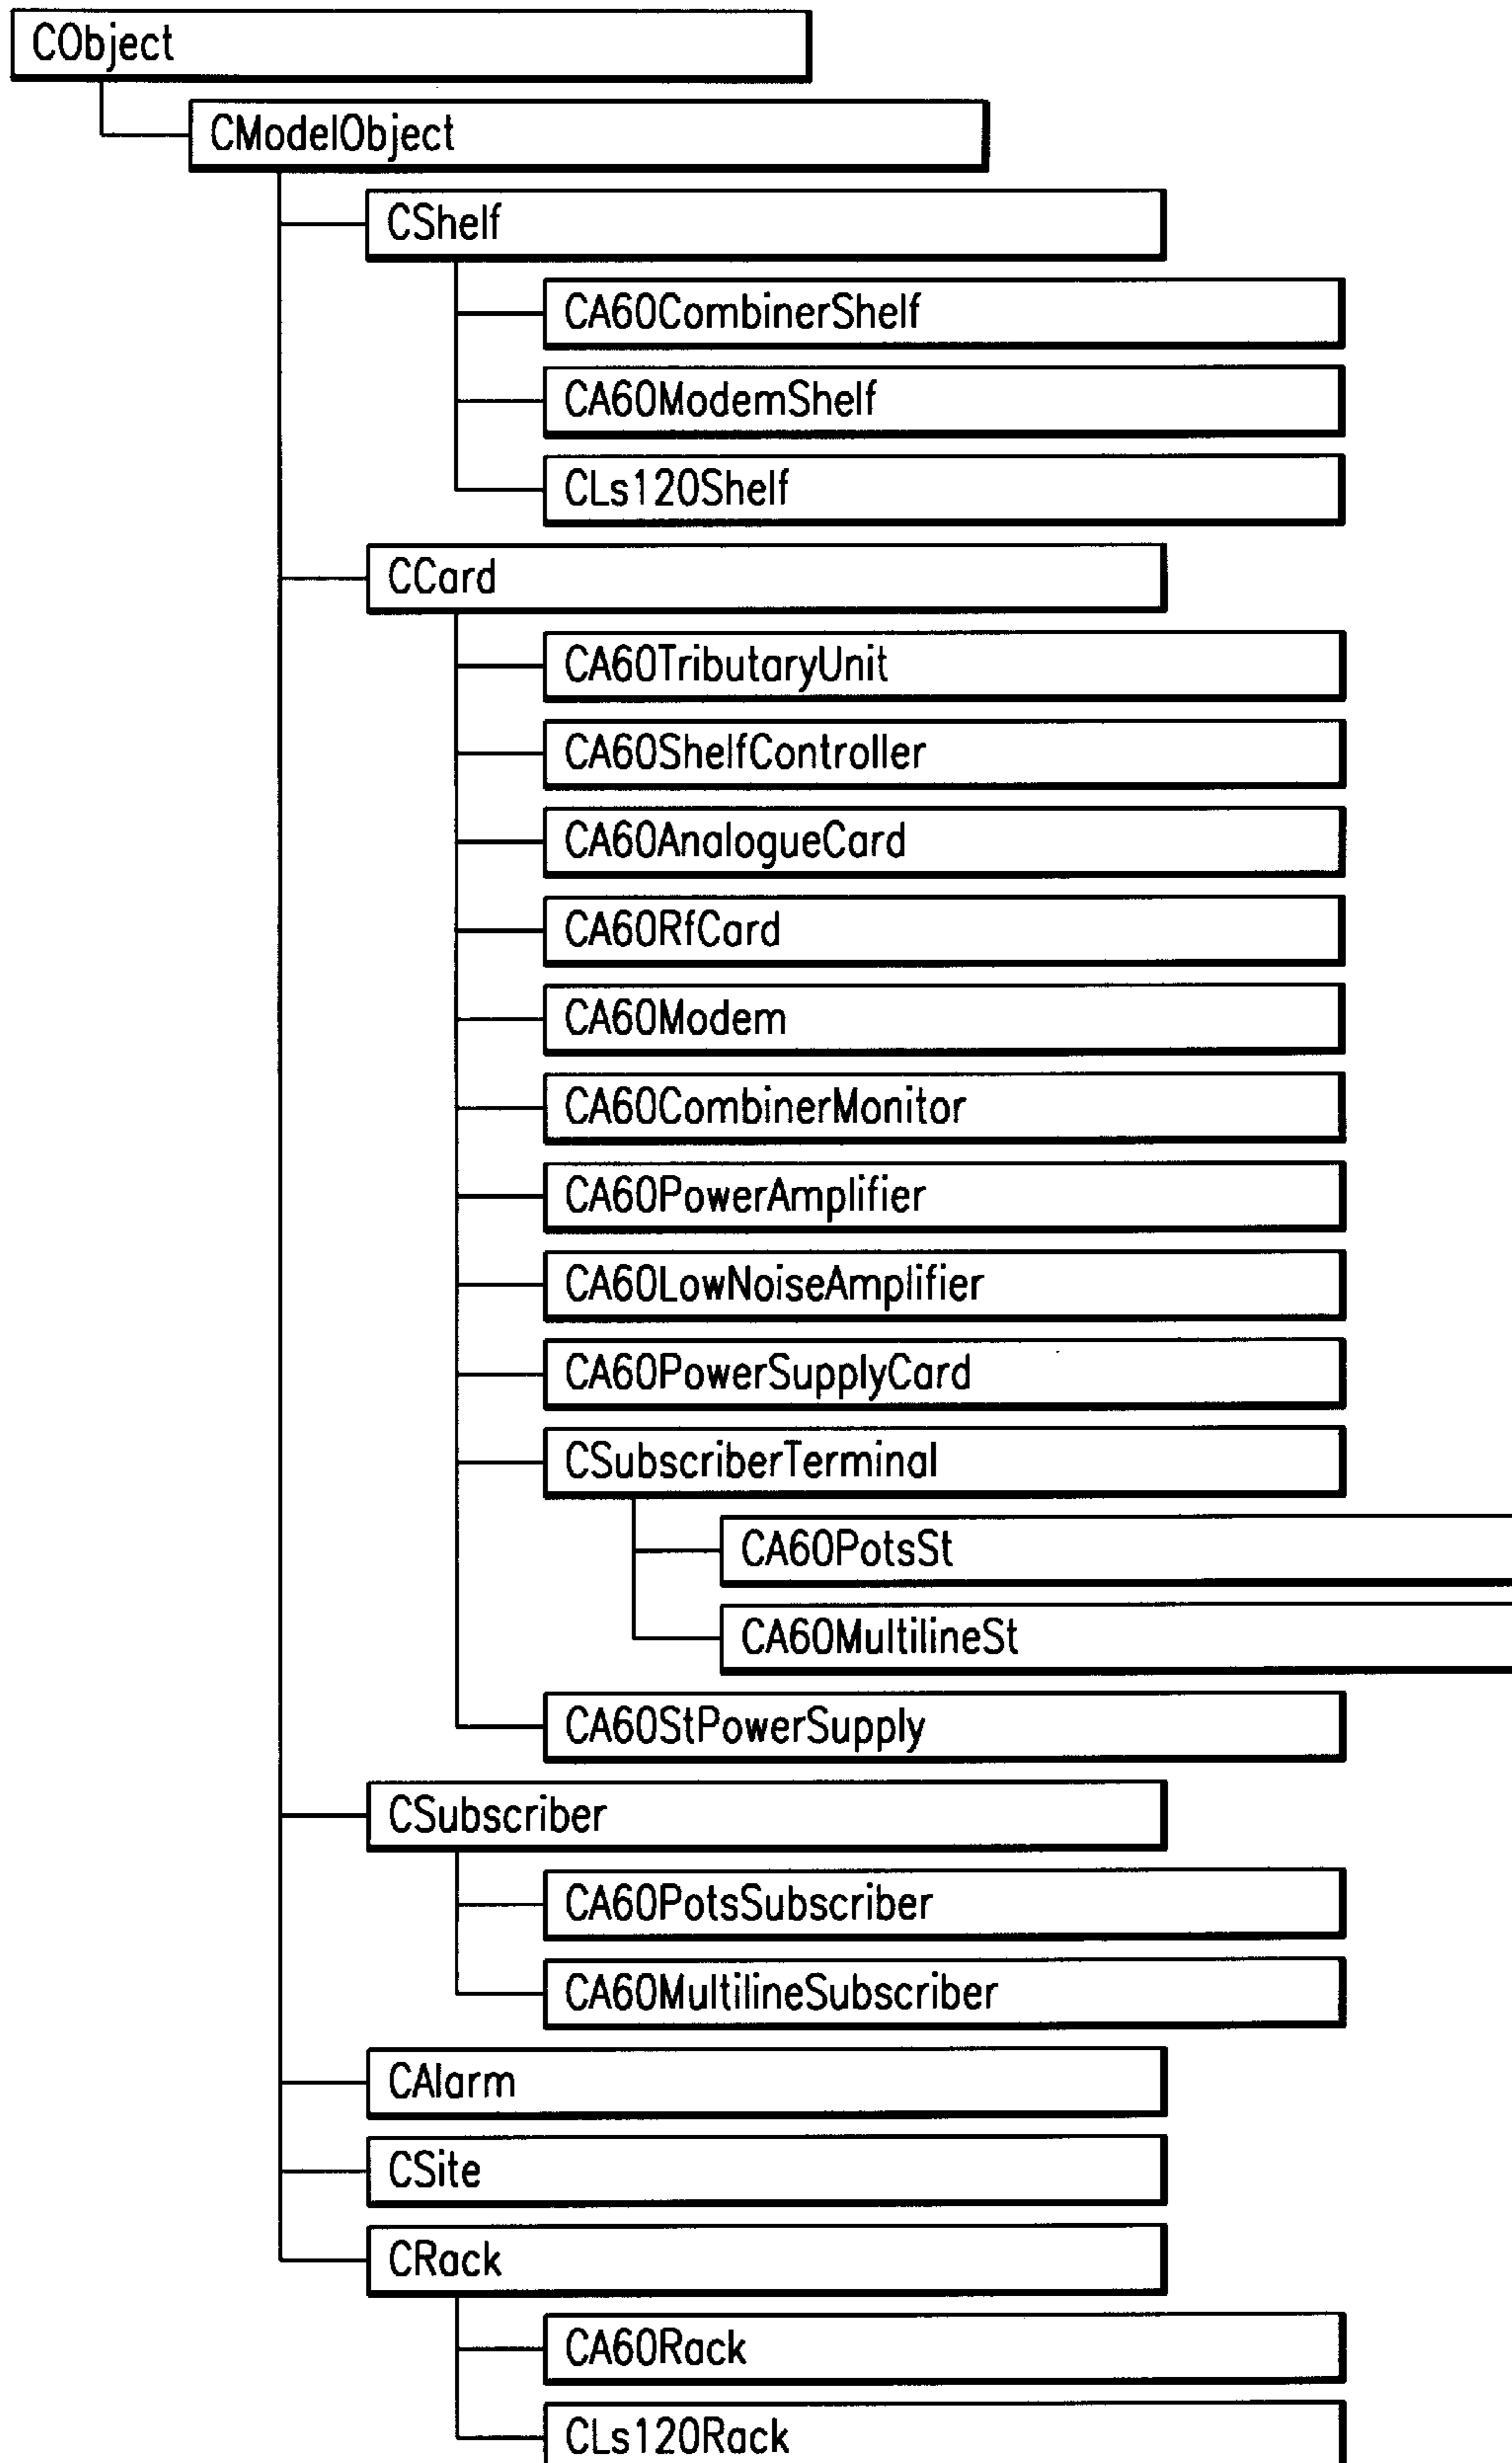 CObject
CModelObject
CShelf
CA60CombinerShelf
CA60ModemShelf
CLs120Shelf
CCard
CA60TributaryUnit
CA60ShelfController
CA60AnalogueCard
CA60RfCard
CA60Modem
CA60CombinerMonitor
CA60PowerAmplifier
CA60LowNoiseAmplifier
CA60PowerSupplyCard
CSubscriberTerminal
CA60PotsSt
CA60MultilineSt
CA60StPowerSupply
CSubscriber
CA60PotsSubscriber
CA60MultilineSubscriber
CAlarm
CSite
CRack
CA60Rack
CLs120Rack